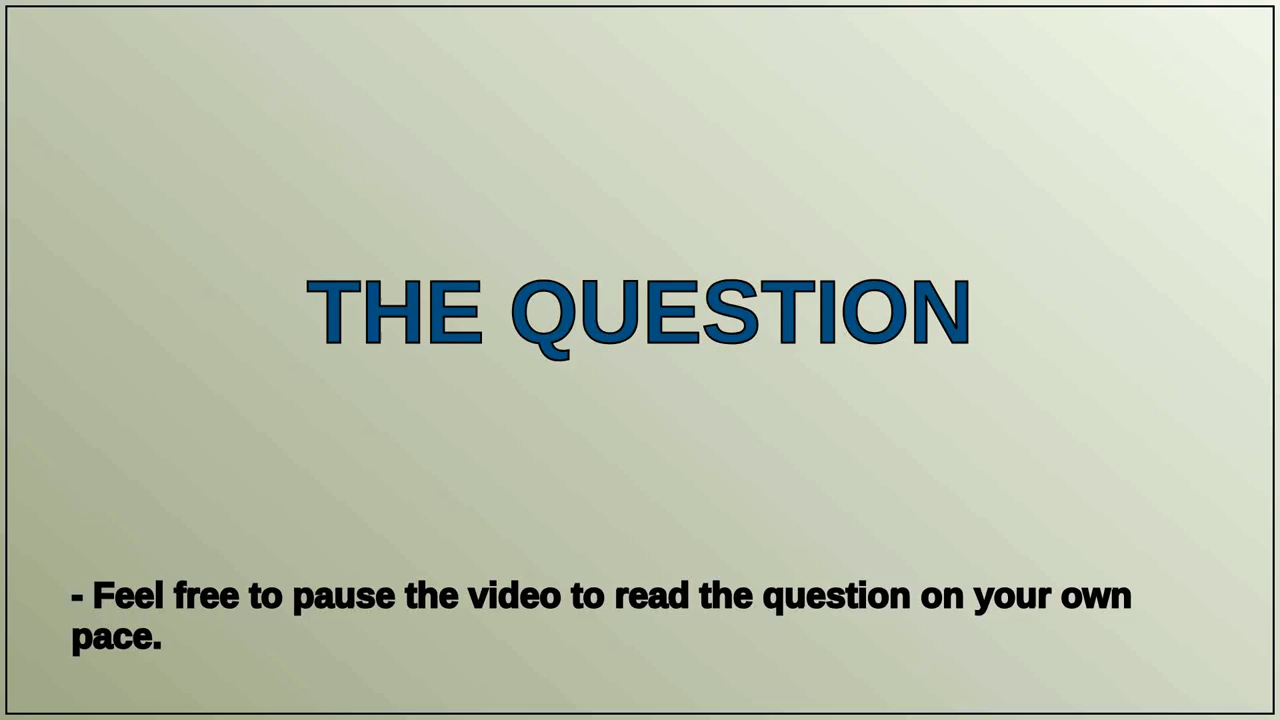 THE QUESTION
- Feel free to pause the video to read the question on your own
pace.